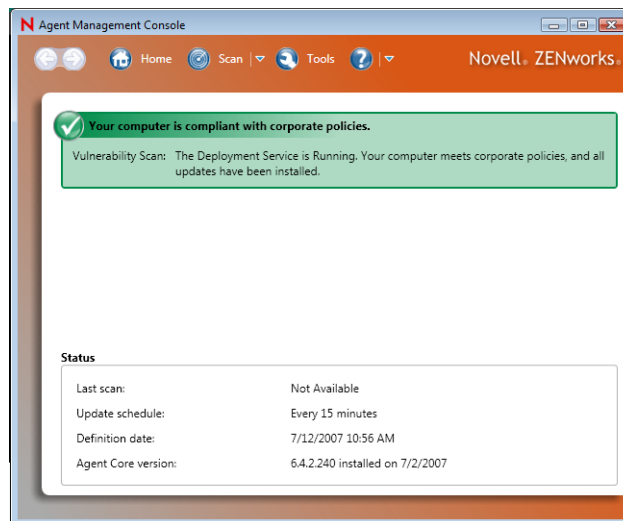 Agent Management Console
Home Scan Tools ? Novell® ZENworks®
Your computer is compliant with corporate policies.
Vulnerability Scan: The Deployment Service is Running. Your computer meets corporate policies, and all
updates have been installed.
Status
Last scan: Not Available
Update schedule: Every 15 minutes
Definition date: 7/12/2007 10:56 AM
Agent Core version: 6.4.2.240 installed on 7/2/2007